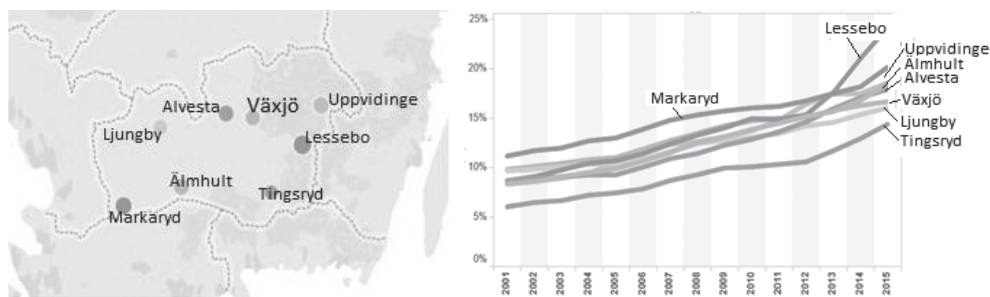 Alvesta
Växjö
Uppvidinge
Ljungby
Lessebo
Älmhult
Tingsryd
Markaryd
25%
20%
15%
10%
5%
0%
Lessebo
Uppvidinge
Älmhult
Alvesta
Markaryd
Växjö
Ljungby
Tingsryd
2001
2002
2003
2004
2005
2006
2007
2008
2009
2010
2011
2012
2013
2014
2015